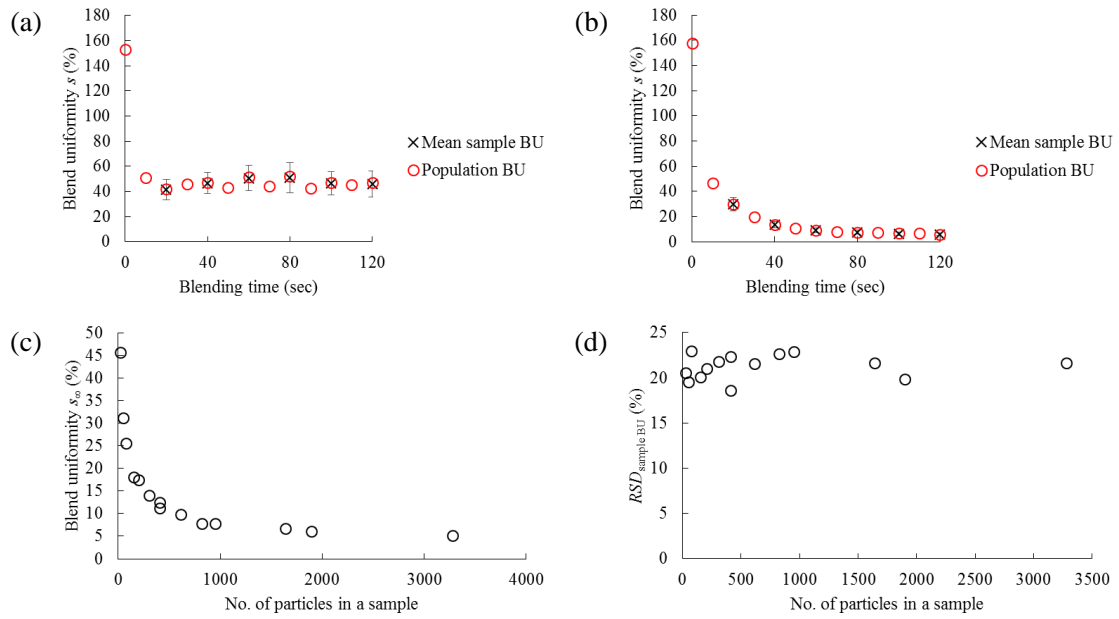 (a)
180
160
140
120
100
80
60
40
20
0
Blend uniformity s (%)
0 40 80 120
Blending time (sec)
Mean sample BU
Population BU
(b)
180
160
140
120
100
80
60
40
20
0
Blend uniformity s (%)
0 40 80 120
Blending time (sec)
Mean sample BU
Population BU
(c)
50
45
40
35
30
25
20
15
10
5
0
Blend uniformity s∞ (%)
0 1000 2000 3000 4000
No. of particles in a sample
(d)
25
20
15
10
5
0
RSD sample BU (%)
0 500 1000 1500 2000 2500 3000 3500
No. of particles in a sample